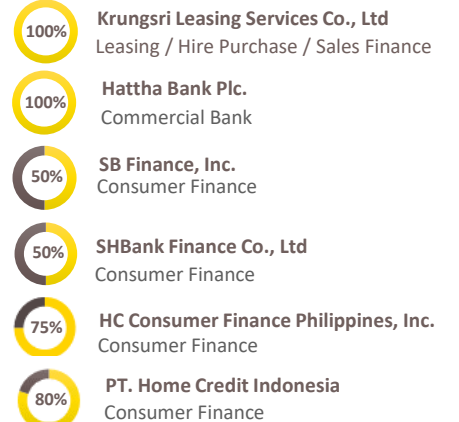 100%
Krungsri Leasing Services Co., Ltd
Leasing / Hire Purchase / Sales Finance
100%
Hattha Bank Plc.
Commercial Bank
50%
SB Finance, Inc.
Consumer Finance
50%
SHBank Finance Co., Ltd
Consumer Finance
75%
HC Consumer Finance Philippines, Inc.
Consumer Finance
80%
PT. Home Credit Indonesia
Consumer Finance